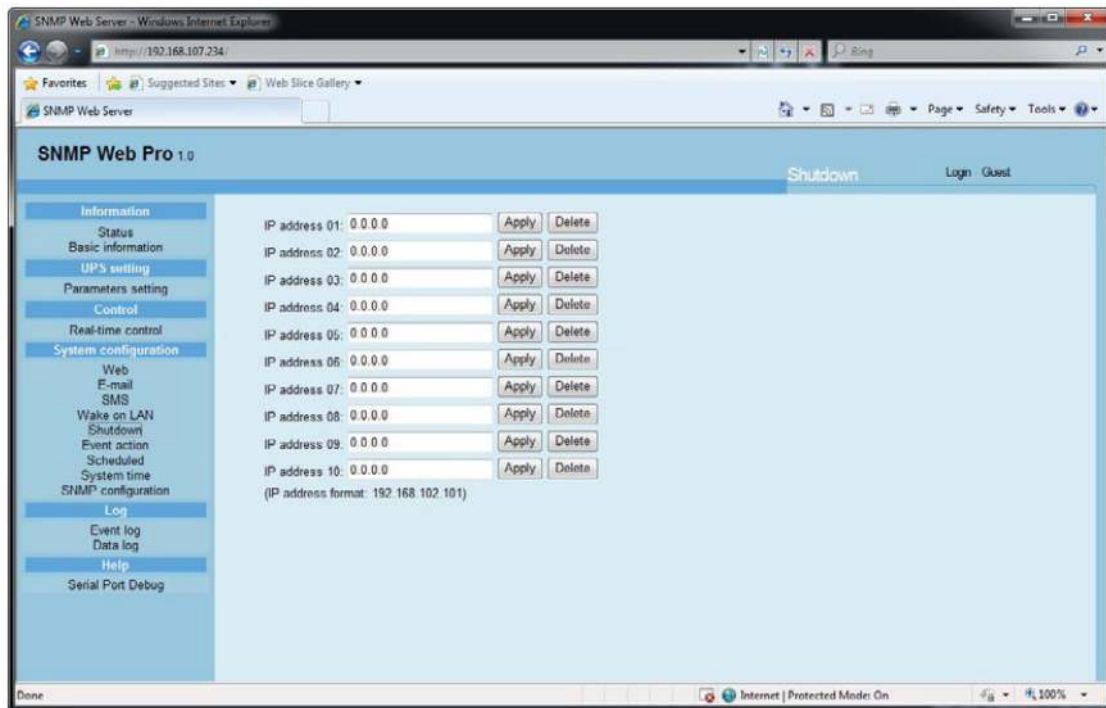 SNMP Web Server - Windows Internet Explorer
http://192.168.107.234/
Bing
Favorites Suggested Sites Web Slice Gallery
SNMP Web Server
Page Safety Tools
SNMP Web Pro 1.0
Shutdown
Login Guest
Information
Status
Basic information
UPS setting
Parameters setting
Control
Real-time control
System configuration
Web
E-mail
SMS
Wake on LAN
Shutdown
Event action
Scheduled
System time
SNMP configuration
Log
Event log
Data log
Help
Serial Port Debug
IP address 01: 0.0.0.0 Apply Delete
IP address 02: 0.0.0.0 Apply Delete
IP address 03: 0.0.0.0 Apply Delete
IP address 04: 0.0.0.0 Apply Delete
IP address 05: 0.0.0.0 Apply Delete
IP address 06: 0.0.0.0 Apply Delete
IP address 07: 0.0.0.0 Apply Delete
IP address 08: 0.0.0.0 Apply Delete
IP address 09: 0.0.0.0 Apply Delete
IP address 10: 0.0.0.0 Apply Delete
(IP address format: 192.168.102.101)
Done
Internet | Protected Mode: On
100%